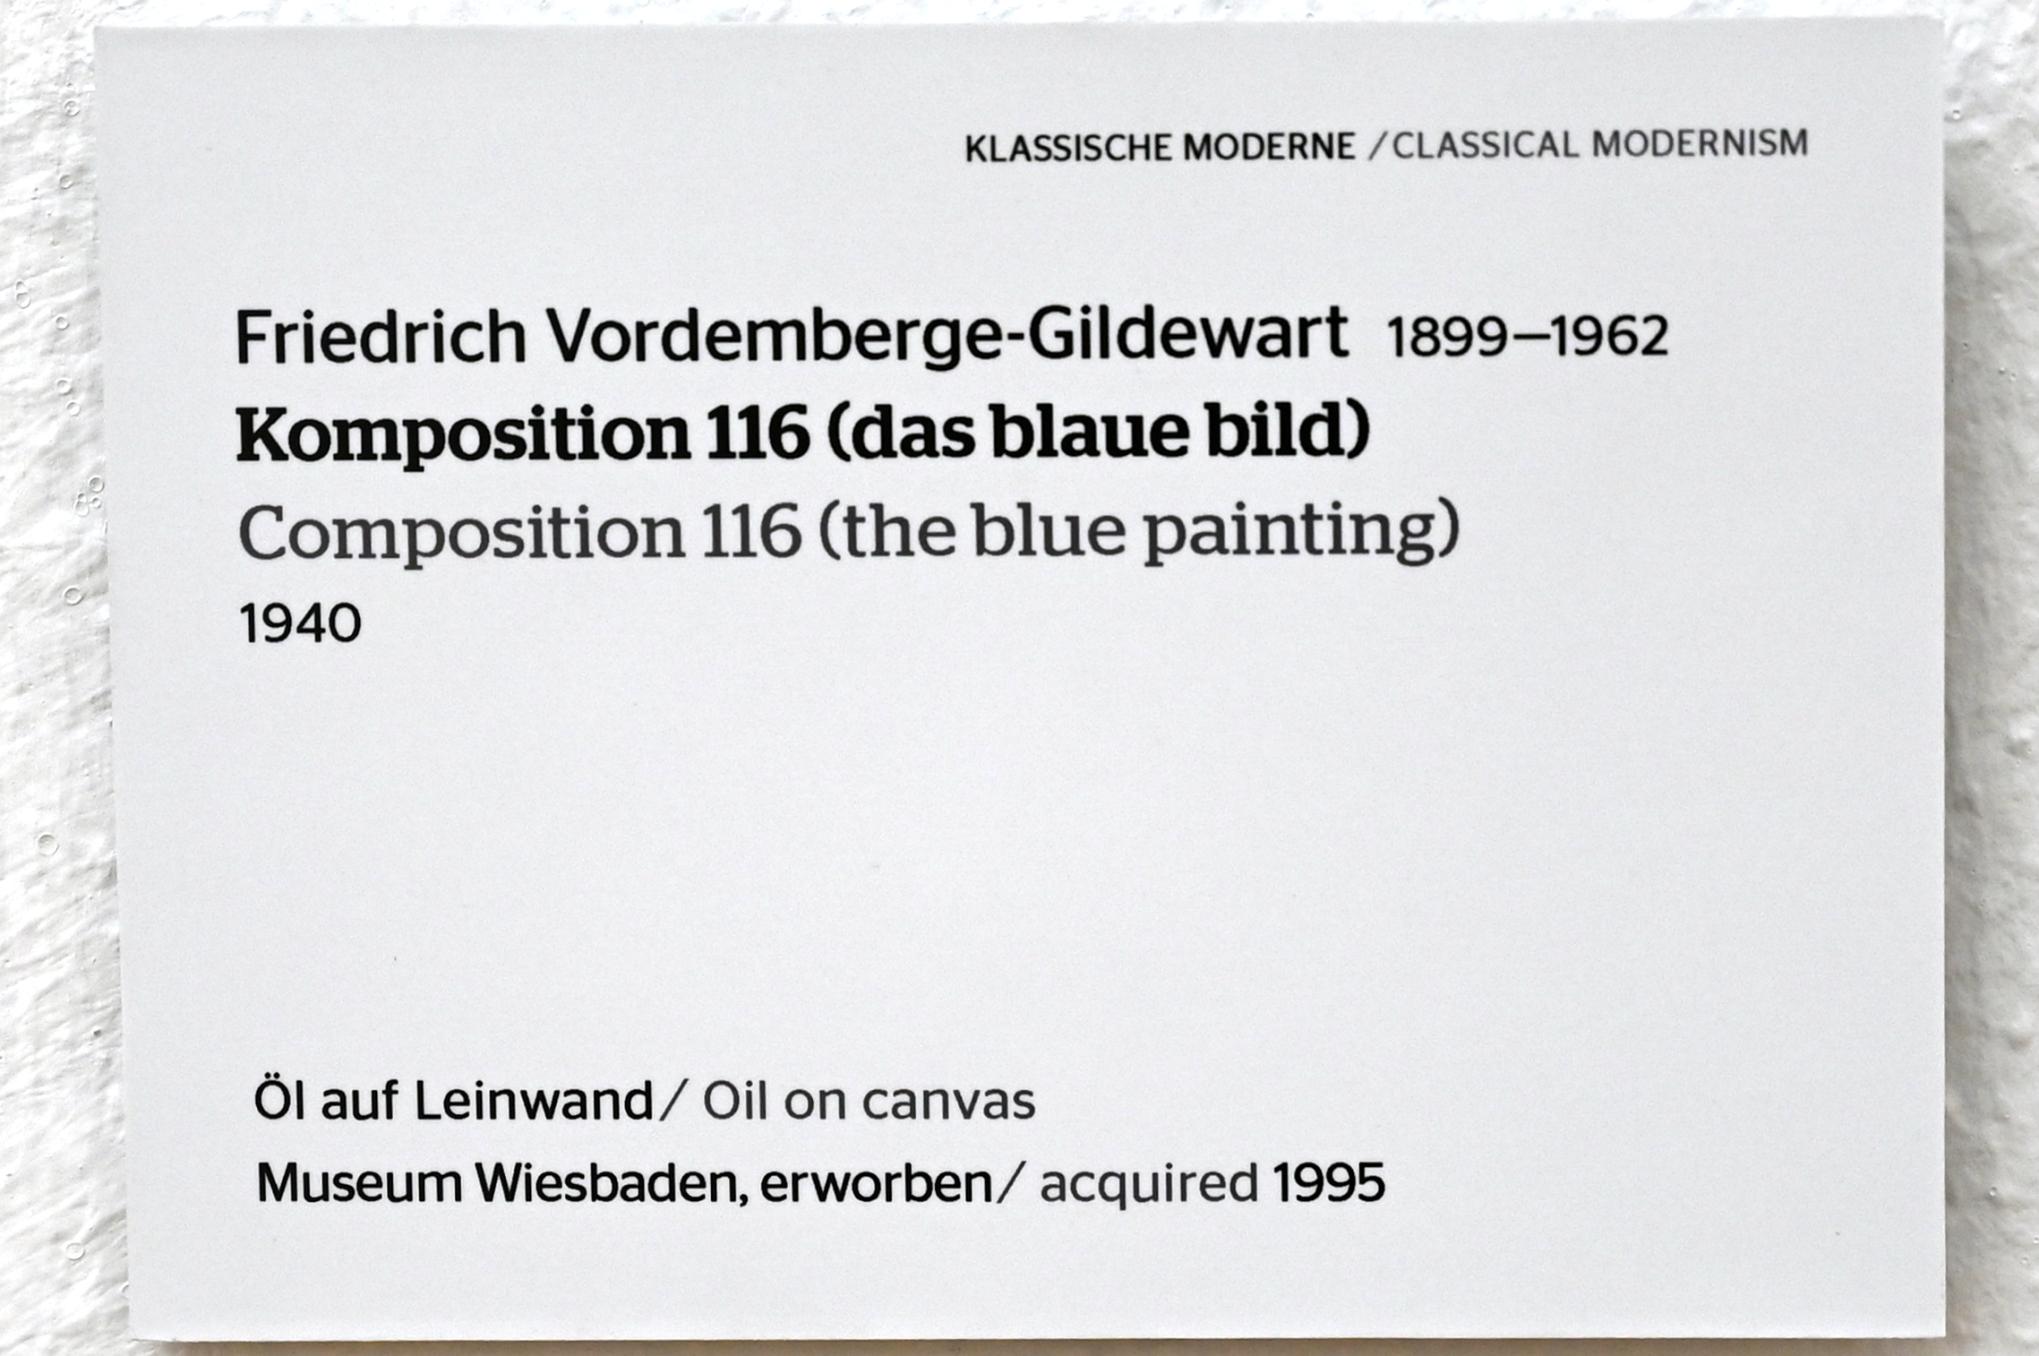 KLASSISCHE MODERNE / CLASSICAL MODERNISM
Friedrich Vordemberge-Gildewart 1899–1962
Komposition 116 (das blaue bild)
Composition 116 (the blue painting)
1940
Öl auf Leinwand / Oil on canvas
Museum Wiesbaden, erworben / acquired 1995